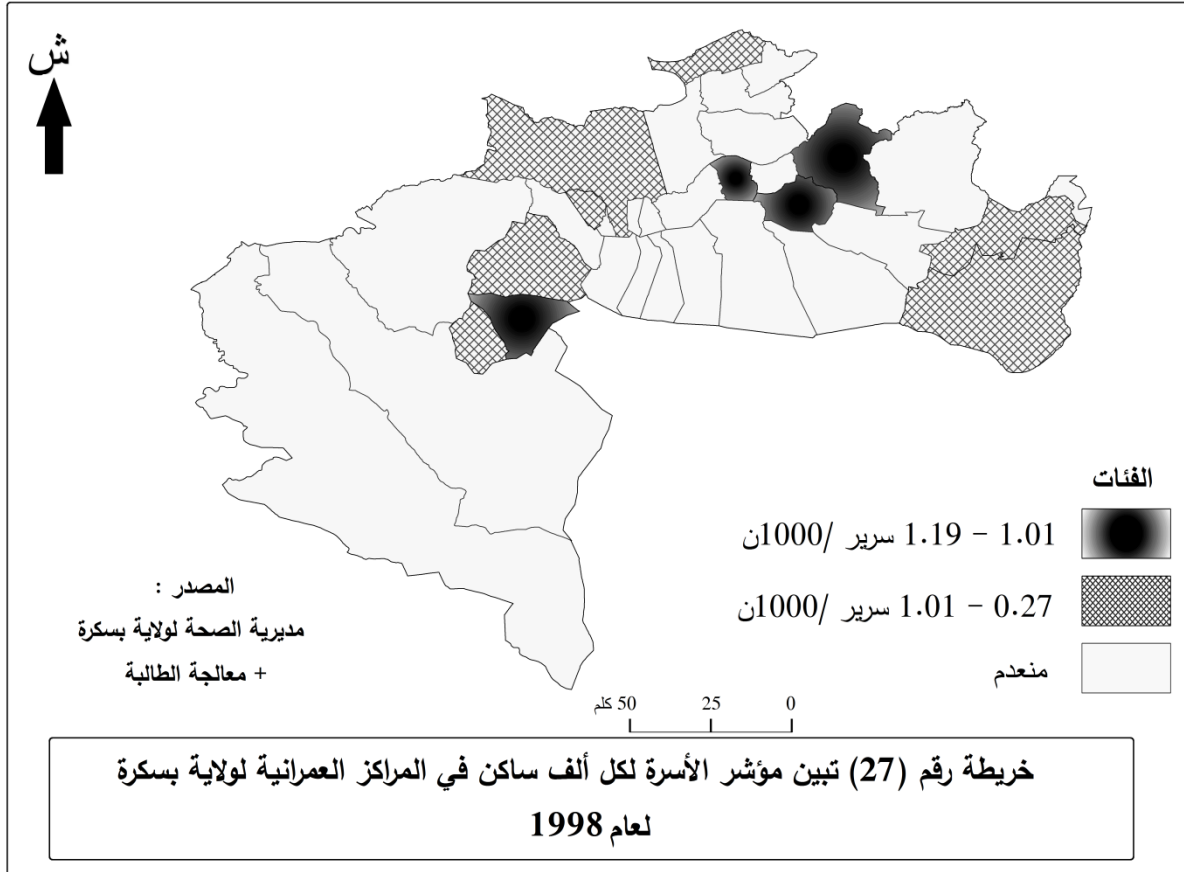 ش
الفئات
1.01 - 1.19 سرير /1000ن
0.27 - 1.01 سرير /1000ن
منعدم
المصدر :
مديرية الصحة لولاية بسكرة
+ معالجة الطالبة
0 25 50 كلم
خريطة رقم (27) تبين مؤشر الأسرة لكل ألف ساكن في المراكز العمرانية لولاية بسكرة
لعام 1998